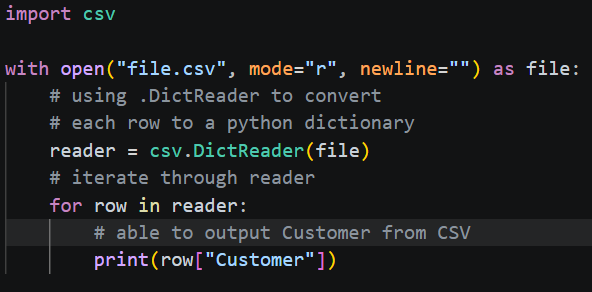 import csv

with open("file.csv", mode="r", newline="") as file:
    # using .DictReader to convert
    # each row to a python dictionary
    reader = csv.DictReader(file)
    # iterate through reader
    for row in reader:
        # able to output Customer from CSV
        print(row["Customer"])